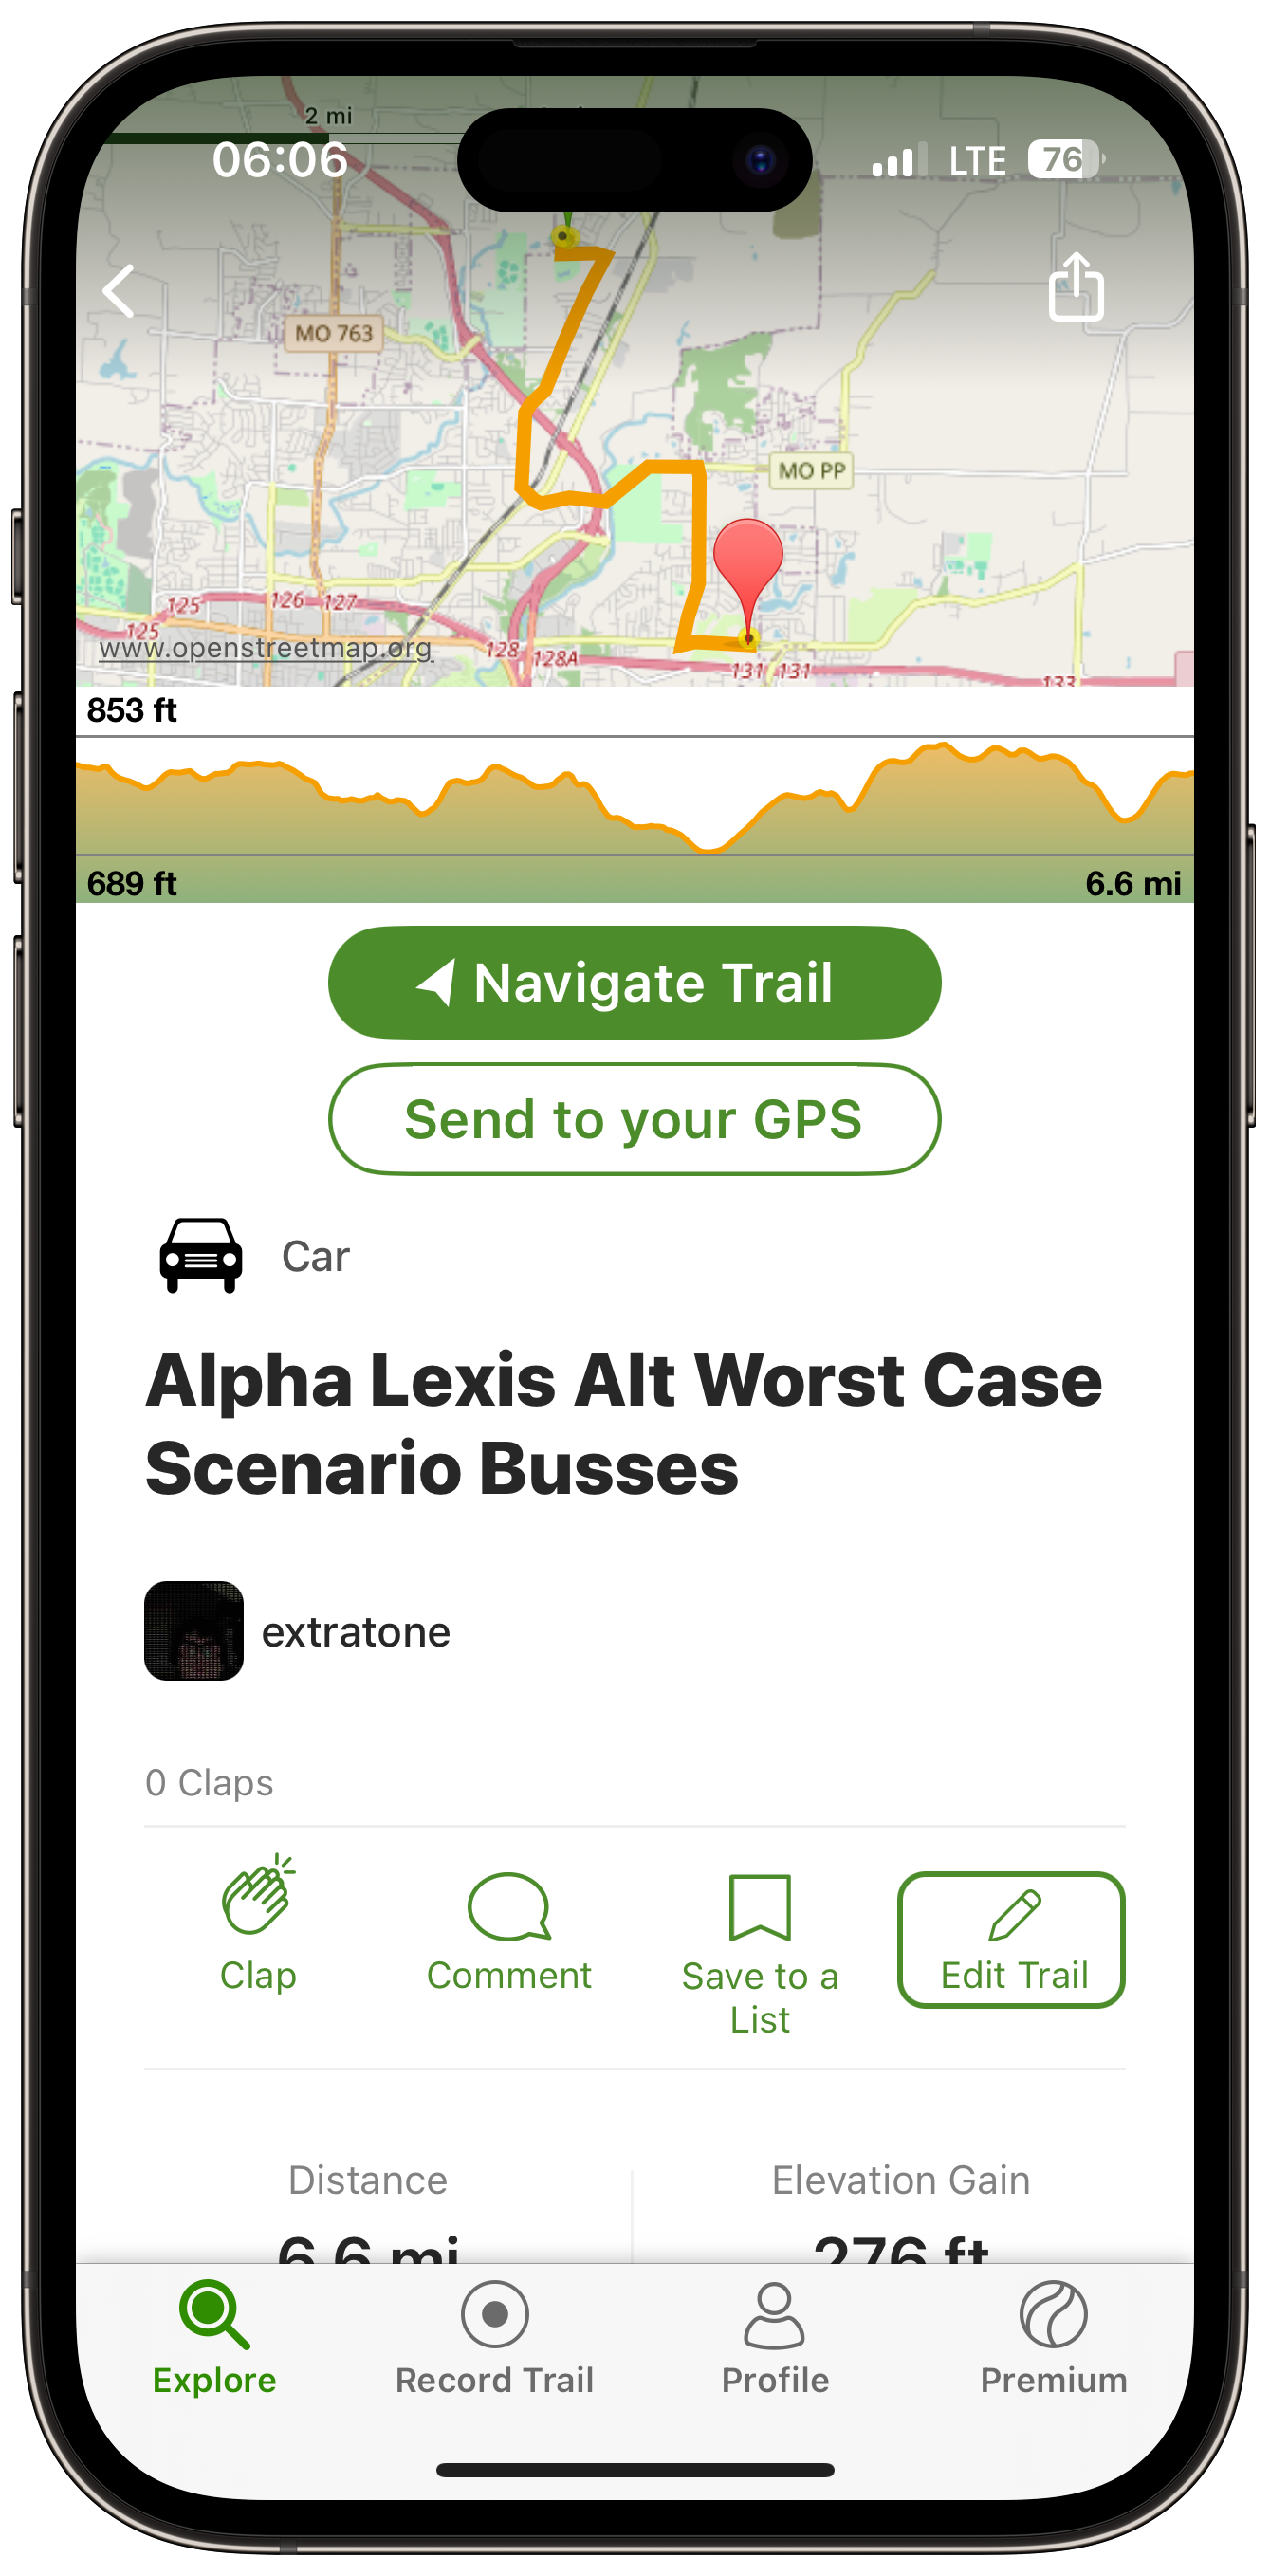 2 mi
06:06
LTE
76
MO 763
MO PP
125
126
127
125
www.openstreetmap.org
128
128A
131
131
133
853 ft
689 ft
6.6 mi
Navigate Trail
Send to your GPS
Car
Alpha Lexis Alt Worst Case
Scenario Busses
extratone
0 Claps
Clap
Comment
Save to a
List
Edit Trail
Distance
Elevation Gain
6.6 mi
276 ft
Explore
Record Trail
Profile
Premium